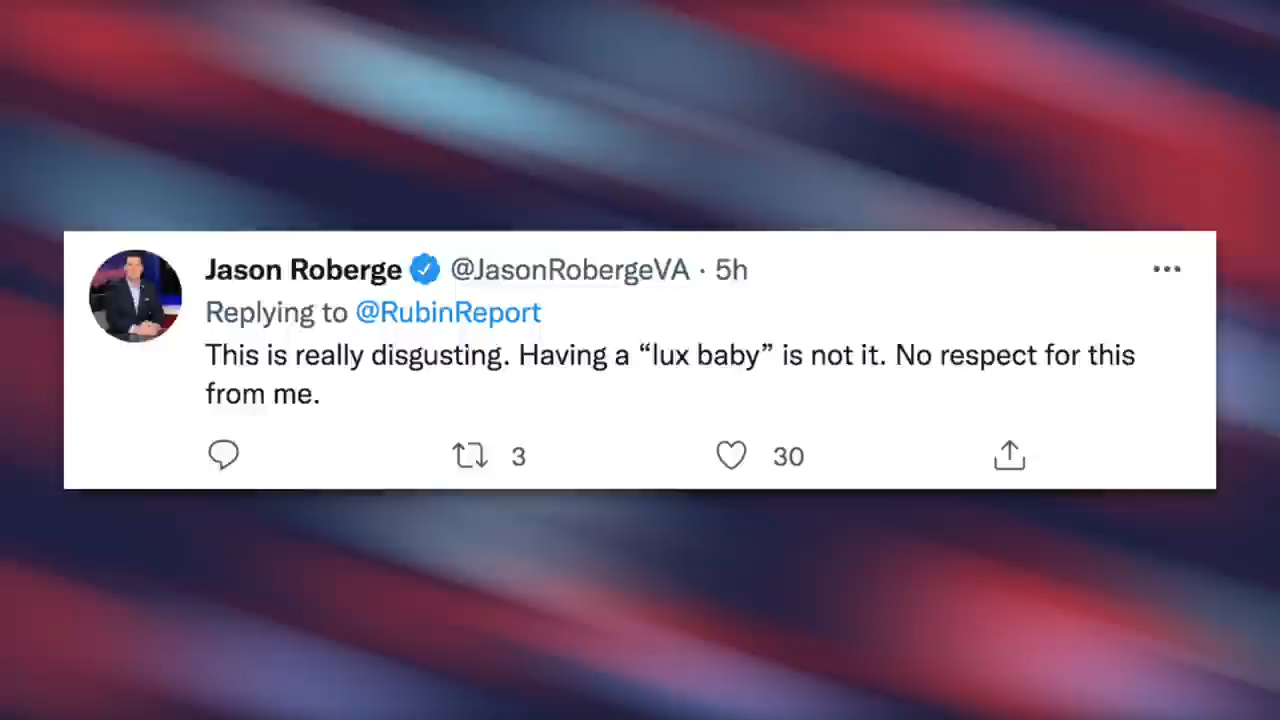 Jason Roberge @JasonRobergeVA · 5h
Replying to @RubinReport
This is really disgusting. Having a “lux baby” is not it. No respect for this
from me.
3 30